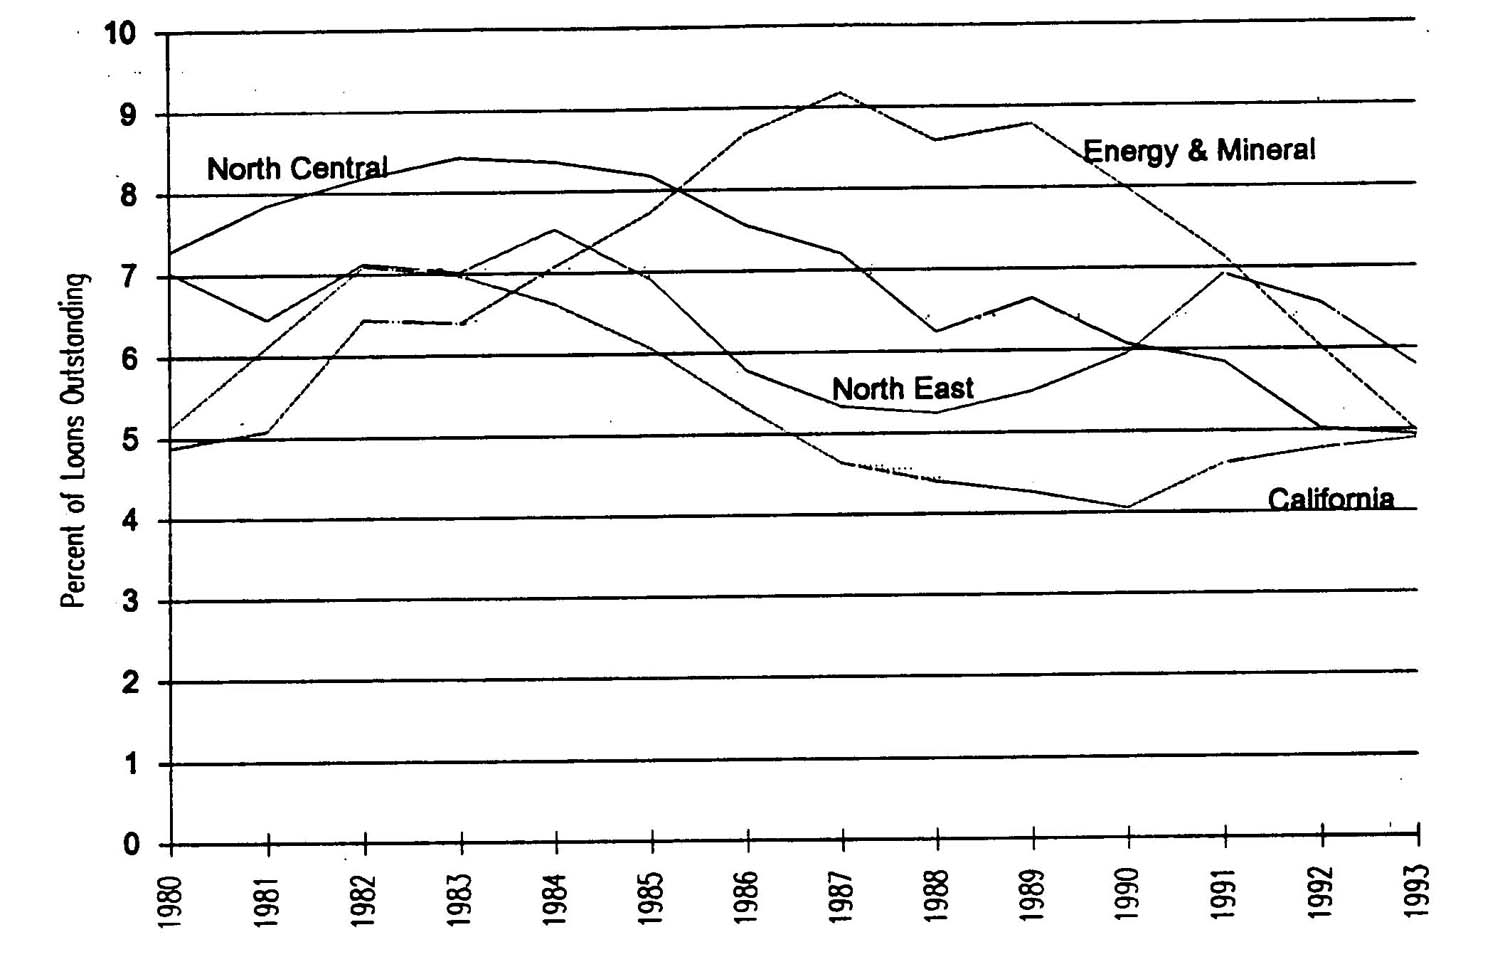 10
9
8
7
6
5
4
3
2
1
0
Percent of Loans Outstanding
North Central
Energy & Mineral
North East
California
1980 1981 1982 1983 1984 1985 1986 1987 1988 1989 1990 1991 1992 1993